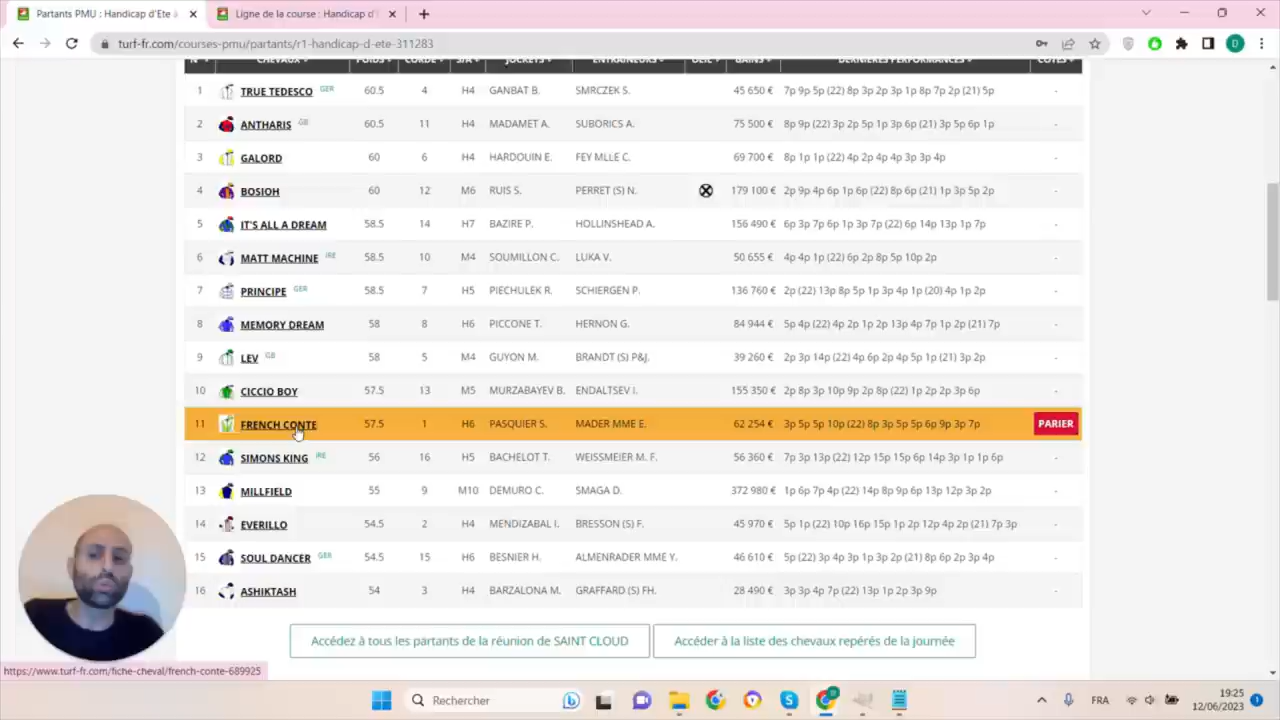 Partants PMU : Handicap d'Ete à
Ligne de la course : Handicap d'E
turf-fr.com/courses-pmu/partants/r1-handicap-d-ete-311283
D
N° CHEVAUX POIDS CORDE S/A JOCKEYS ENTRAINEURS ŒIL GAINS DERNIÈRES PERFORMANCES COTES
1 TRUE TEDESCO GER 60.5 4 H4 GANBAT B. SMRCZEK S. 45 650 € 7p 9p 5p (22) 8p 3p 2p 3p 1p 8p 7p 2p (21) 5p -
2 ANTHARIS GB 60.5 11 H4 MADAMET A. SUBORICS A. 75 500 € 8p 9p (22) 3p 2p 5p 1p 3p 6p (21) 3p 5p 6p 1p -
3 GALORD 60 6 H4 HARDOUIN E. FEY MLLE C. 69 700 € 8p 1p 1p (22) 4p 2p 4p 4p 3p 3p 4p -
4 BOSIOH 60 12 M6 RUIS S. PERRET (S) N. 179 100 € 2p 9p 4p 6p 1p 6p (22) 8p 6p (21) 1p 3p 5p 2p -
5 IT'S ALL A DREAM 58.5 14 H7 BAZIRE P. HOLLINSHEAD A. 156 490 € 6p 3p 7p 6p 1p 3p 7p (22) 6p 14p 13p 1p 7p -
6 MATT MACHINE IRE 58.5 10 M4 SOUMILLON C. LUKA V. 50 655 € 4p 4p 1p (22) 6p 2p 8p 5p 10p 2p -
7 PRINCIPE GER 58.5 7 H5 PIECHULEK R. SCHIERGEN P. 136 760 € 2p (22) 13p 8p 5p 1p 3p 4p 1p (20) 4p 1p 2p -
8 MEMORY DREAM 58 8 H6 PICCONE T. HERNON G. 84 944 € 5p 4p (22) 4p 2p 1p 2p 13p 4p 7p 1p 2p (21) 7p -
9 LEV GB 58 5 M4 GUYON M. BRANDT (S) P&J. 39 260 € 2p 3p 14p (22) 4p 6p 2p 4p 5p 1p (21) 3p 2p -
10 CICCIO BOY 57.5 13 M5 MURZABAYEV B. ENDALTSEV I. 155 350 € 2p 8p 3p 10p 9p 2p 8p (22) 1p 2p 2p 3p 6p -
11 FRENCH CONTE 57.5 1 H6 PASQUIER S. MADER MME E. 62 254 € 3p 5p 5p 10p (22) 8p 3p 5p 5p 6p 9p 3p 7p PARIER
12 SIMONS KING IRE 56 16 H5 BACHELOT T. WEISSMEIER M. F. 56 360 € 7p 3p 13p (22) 12p 15p 15p 6p 14p 3p 1p 1p 6p -
13 MILLFIELD 55 9 M10 DEMURO C. SMAGA D. 372 980 € 1p 6p 7p 4p (22) 14p 8p 9p 6p 13p 12p 3p 2p -
14 EVERILLO 54.5 2 H4 MENDIZABAL I. BRESSON (S) F. 45 970 € 5p 1p (22) 10p 16p 15p 1p 2p 12p 4p 2p (21) 7p 3p -
15 SOUL DANCER GER 54.5 15 H6 BESNIER H. ALMENRADER MME Y. 46 610 € 5p (22) 3p 4p 3p 1p 3p 2p (21) 8p 6p 2p 3p 4p -
16 ASHIKTASH 54 3 H4 BARZALONA M. GRAFFARD (S) FH. 28 490 € 3p 3p 4p 7p (22) 13p 1p 2p 3p 9p -
Accédez à tous les partants de la réunion de SAINT CLOUD
Accéder à la liste des chevaux repérés de la journée
https://www.turf-fr.com/fiche-cheval/french-conte-689925
Rechercher
FRA
19:25
12/06/2023